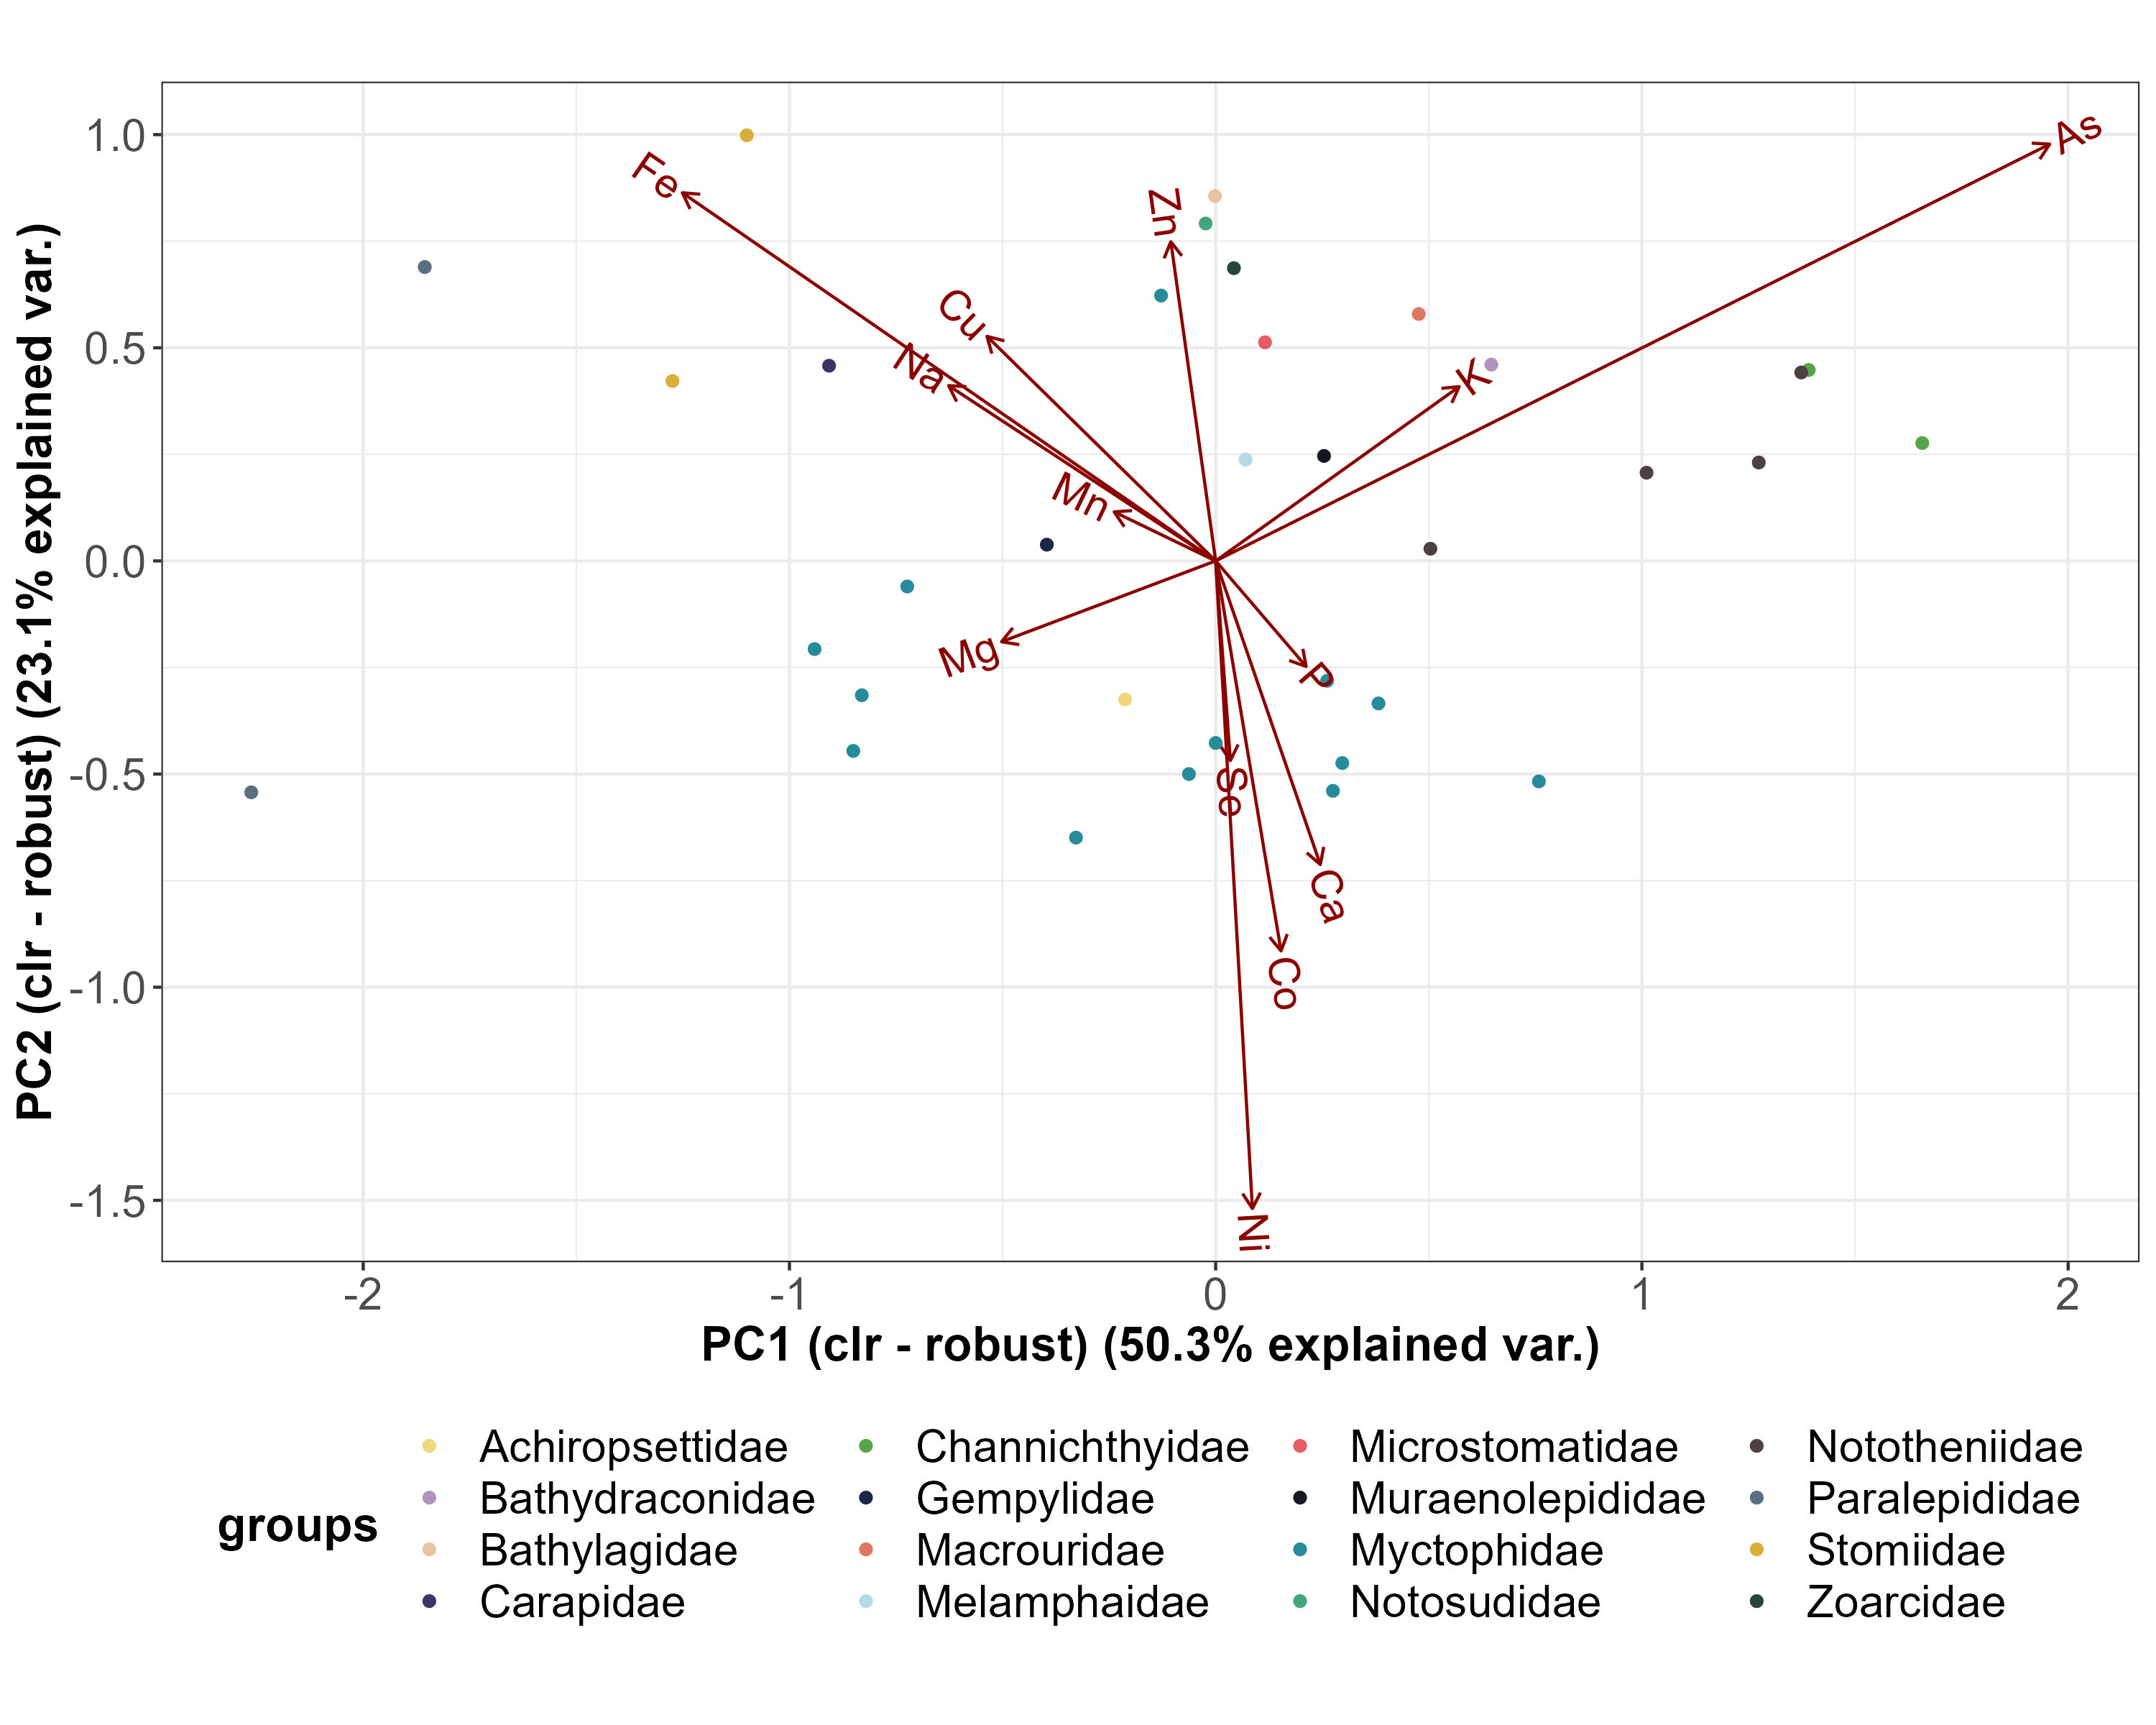 PC2 (clr - robust) (23.1% explained var.)
1.0
0.5
0.0
-0.5
-1.0
-1.5
As
Fe
Zn
Cu
Na
K
Mn
Mg
P
Se
Ca
Co
Ni
-2 -1 0 1 2
PC1 (clr - robust) (50.3% explained var.)
groups
Achiropsettidae Channichthyidae Microstomatidae Nototheniidae
Bathydraconidae Gempylidae Muraenolepididae Paralepididae
Bathylagidae Macrouridae Myctophidae Stomiidae
Carapidae Melamphaidae Notosudidae Zoarcidae